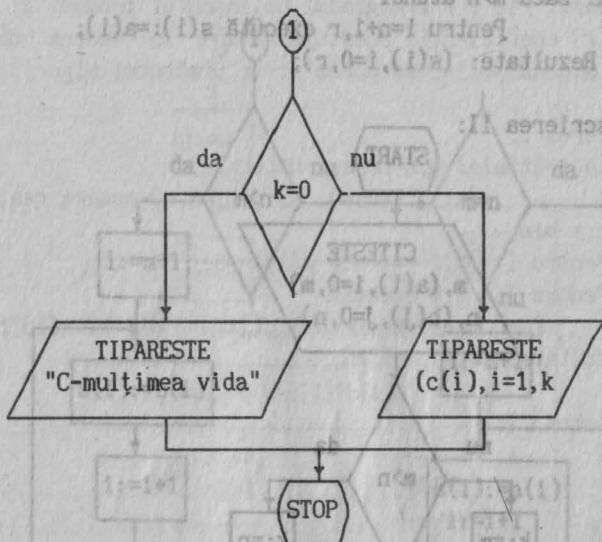 1
da
nu
k=0
TIPARESTE
"C-mulţimea vida"
TIPARESTE
(c(i),i=1,k
STOP